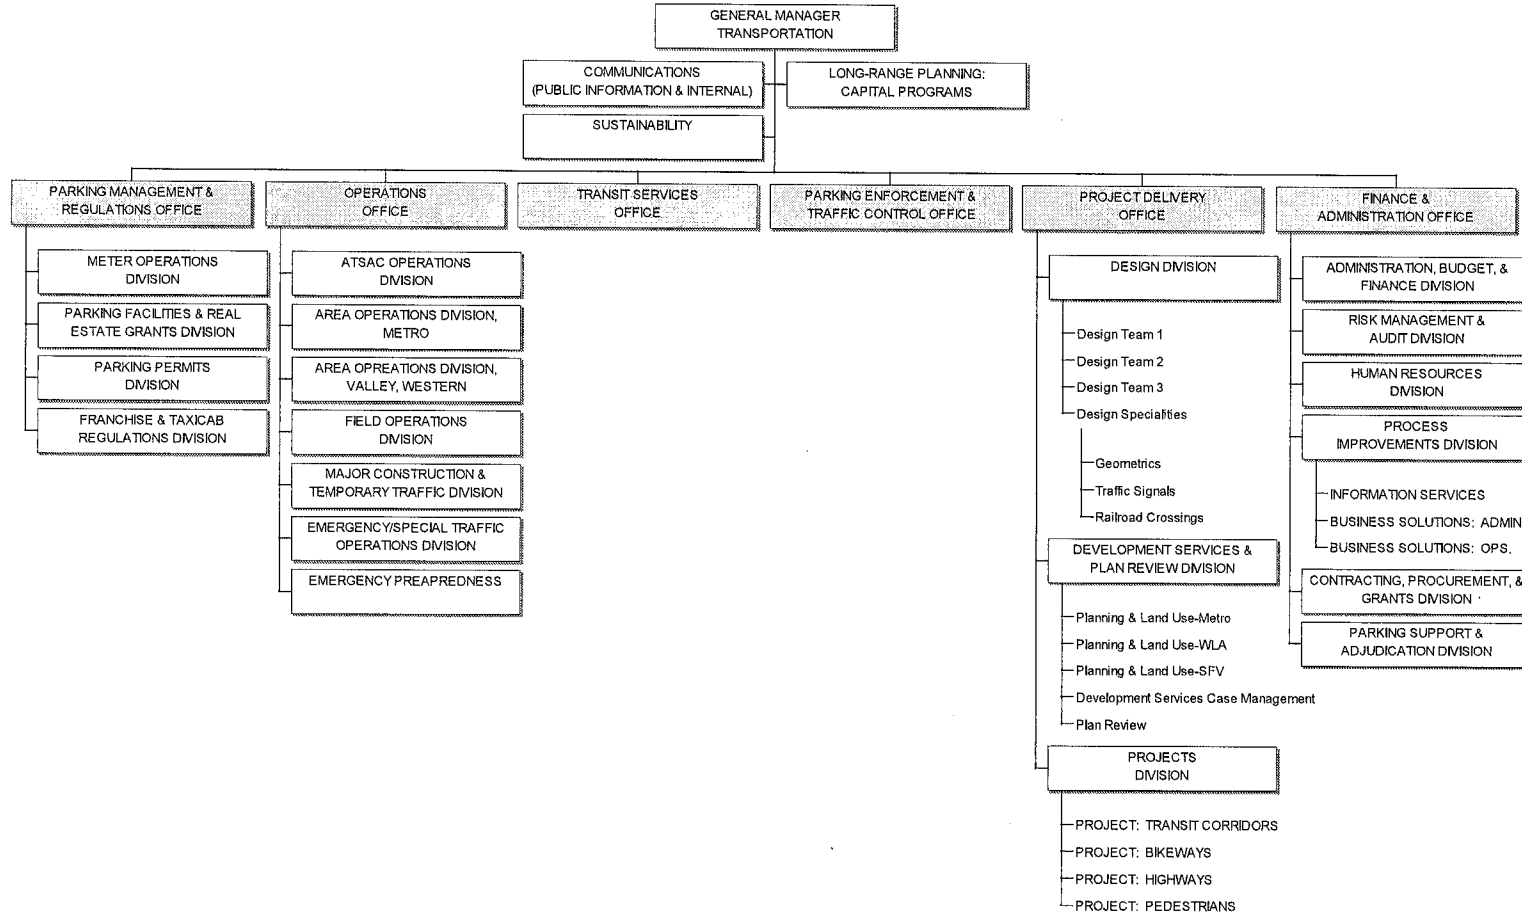 GENERAL MANAGER
TRANSPORTATION
COMMUNICATIONS
(PUBLIC INFORMATION & INTERNAL)
LONG-RANGE PLANNING:
CAPITAL PROGRAMS
SUSTAINABILITY
PARKING MANAGEMENT &
REGULATIONS OFFICE
OPERATIONS
OFFICE
TRANSIT SERVICES
OFFICE
PARKING ENFORCEMENT &
TRAFFIC CONTROL OFFICE
PROJECT DELIVERY
OFFICE
FINANCE &
ADMINISTRATION OFFICE
METER OPERATIONS
DIVISION
PARKING FACILITIES & REAL
ESTATE GRANTS DIVISION
PARKING PERMITS
DIVISION
FRANCHISE & TAXICAB
REGULATIONS DIVISION
ATSAC OPERATIONS
DIVISION
AREA OPERATIONS DIVISION,
METRO
AREA OPREATIONS DIVISION,
VALLEY, WESTERN
FIELD OPERATIONS
DIVISION
MAJOR CONSTRUCTION &
TEMPORARY TRAFFIC DIVISION
EMERGENCY/SPECIAL TRAFFIC
OPERATIONS DIVISION
EMERGENCY PREAPREDNESS
DESIGN DIVISION
Design Team 1
Design Team 2
Design Team 3
Design Specialities
Geometrics
Traffic Signals
Railroad Crossings
DEVELOPMENT SERVICES &
PLAN REVIEW DIVISION
Planning & Land Use-Metro
Planning & Land Use-WLA
Planning & Land Use-SFV
Development Services Case Management
Plan Review
PROJECTS
DIVISION
PROJECT: TRANSIT CORRIDORS
PROJECT: BIKEWAYS
PROJECT: HIGHWAYS
PROJECT: PEDESTRIANS
ADMINISTRATION, BUDGET, &
FINANCE DIVISION
RISK MANAGEMENT &
AUDIT DIVISION
HUMAN RESOURCES
DIVISION
PROCESS
IMPROVEMENTS DIVISION
INFORMATION SERVICES
BUSINESS SOLUTIONS: ADMIN
BUSINESS SOLUTIONS: OPS.
CONTRACTING, PROCUREMENT, &
GRANTS DIVISION
PARKING SUPPORT &
ADJUDICATION DIVISION